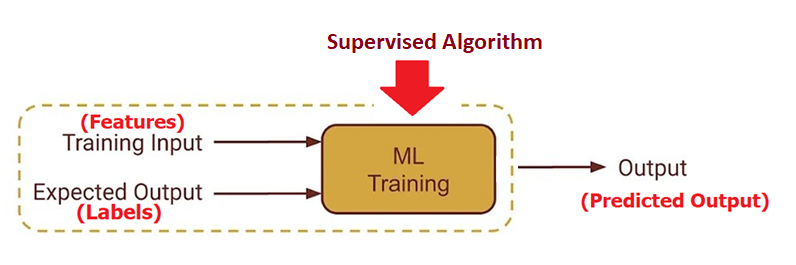 Supervised Algorithm
(Features)
Training Input
Expected Output
(Labels)
ML
Training
Output
(Predicted Output)